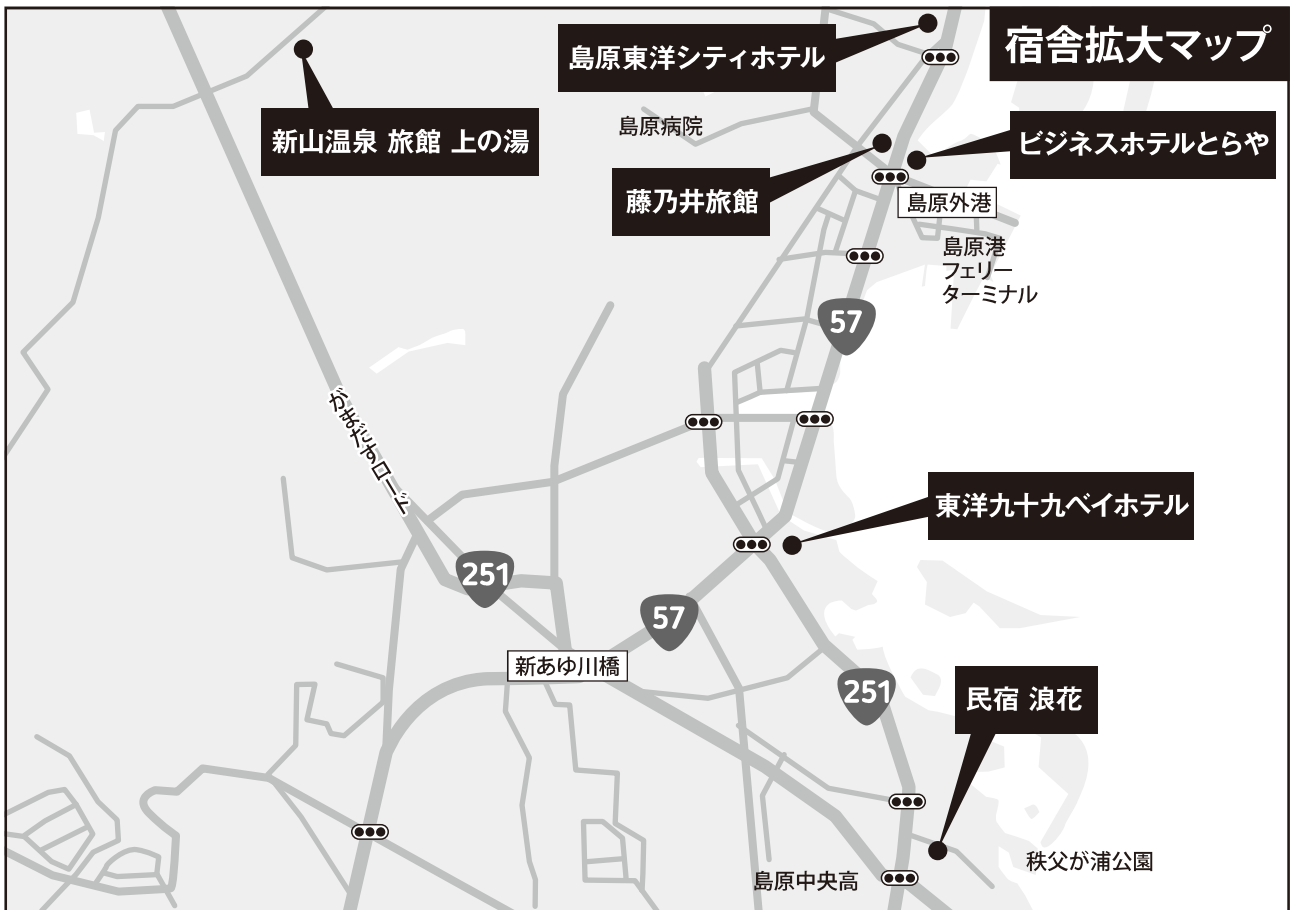 宿舎拡大マップ
島原東洋シティホテル
新山温泉 旅館 上の湯
島原病院
ビジネスホテルとらや
藤乃井旅館
島原外港
島原港
フェリー
ターミナル
57
がまだすロード
東洋九十九ベイホテル
251
57
新あゆ川橋
251
民宿 浪花
秩父が浦公園
島原中央高